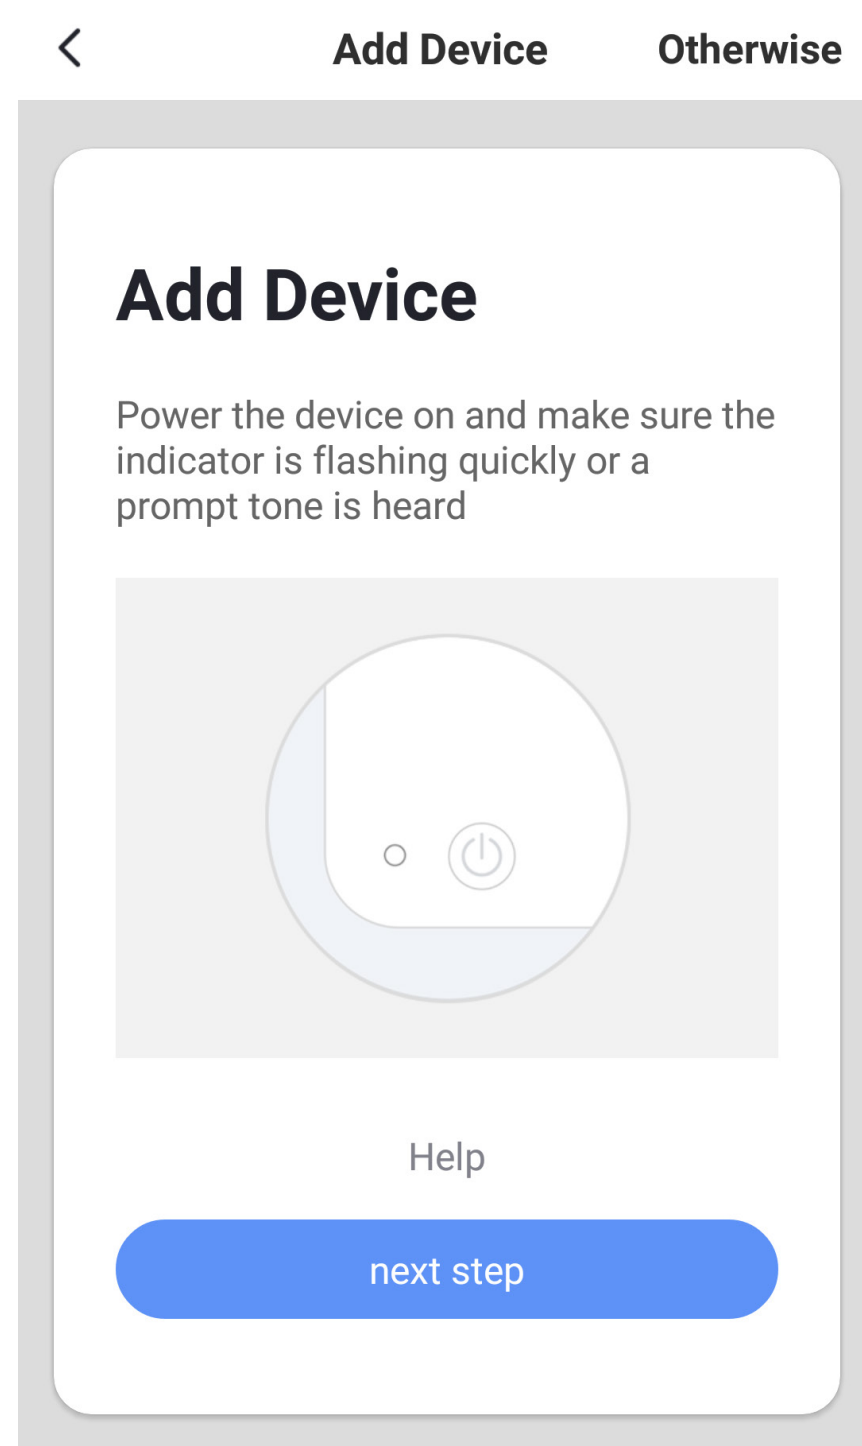 Add Device Otherwise
Add Device
Power the device on and make sure the
indicator is flashing quickly or a
prompt tone is heard
Help
next step